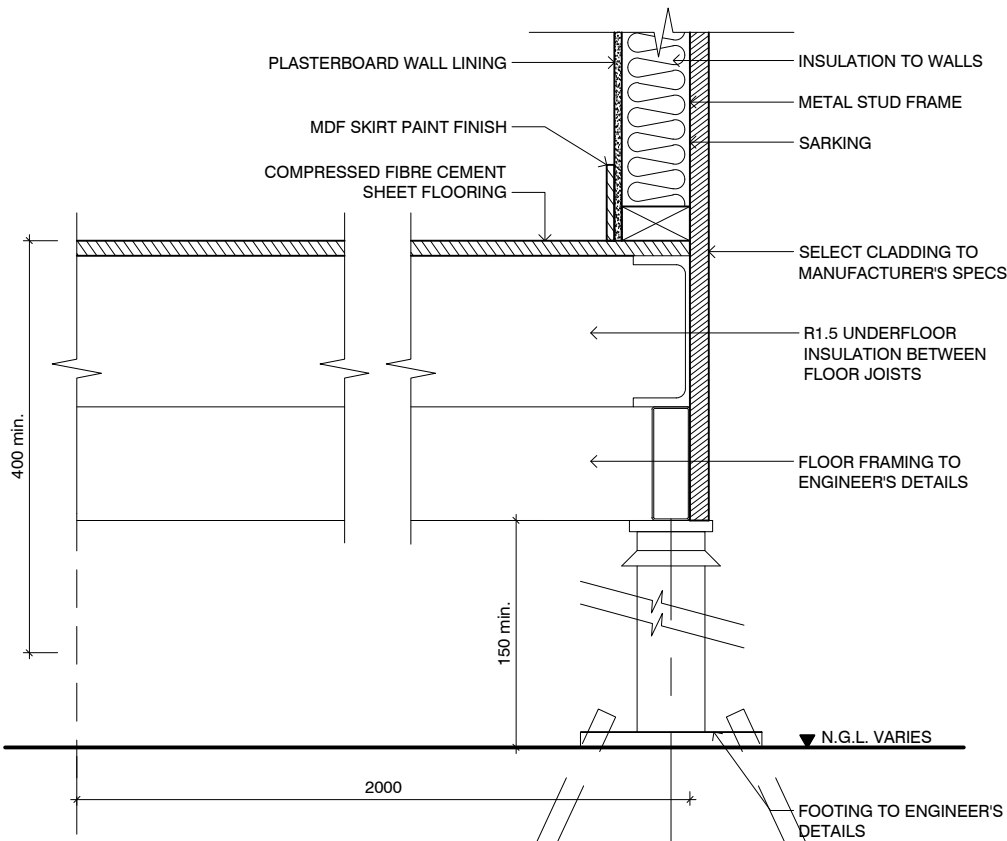 PLASTERBOARD WALL LINING
INSULATION TO WALLS
METAL STUD FRAME
MDF SKIRT PAINT FINISH
SARKING
COMPRESSED FIBRE CEMENT
SHEET FLOORING
SELECT CLADDING TO
MANUFACTURER'S SPECS
R1.5 UNDERFLOOR
INSULATION BETWEEN
FLOOR JOISTS
400 min.
FLOOR FRAMING TO
ENGINEER'S DETAILS
150 min.
N.G.L. VARIES
2000
FOOTING TO ENGINEER'S
DETAILS